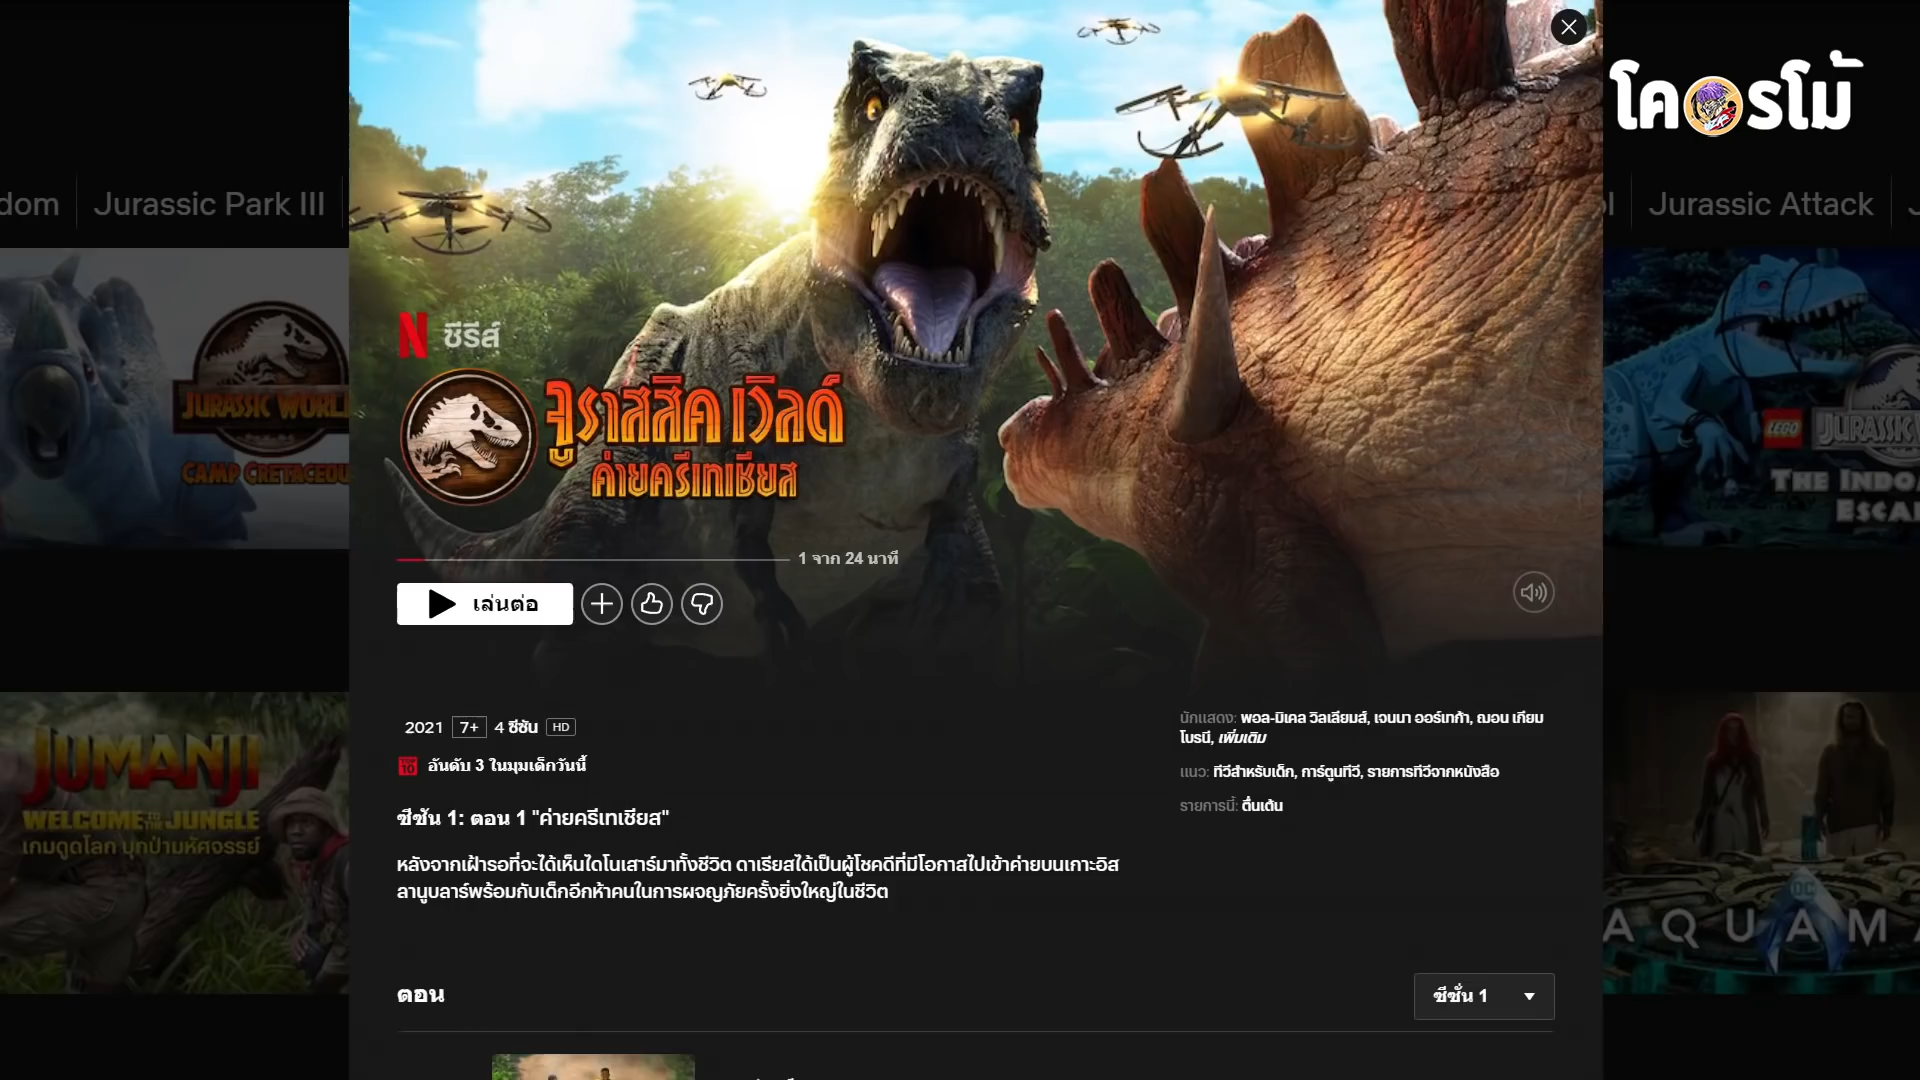 โครโม้
dom
Jurassic Park III
Jurassic Attack
N ซีรีส์
จูราสสิค เวิลด์
ค่ายครีเทเชียส
JURASSIC WORL
CAMP CRETACEOU
LEGO JURASSIC
THE INDO
ESCA
1 จาก 24 นาที
เล่นต่อ
2021 7+ 4 ซีซัน HD
TOP 10 อันดับ 3 ในมุมเด็กวันนี้
นักแสดง: พอล-มิเคล วิลเลียมส์, เจนนา ออร์เทก้า, ฌอน เกียม
โบรนี, เพิ่มเติม
แนว: ทีวีสำหรับเด็ก, การ์ตูนทีวี, รายการทีวีจากหนังสือ
รายการนี้: ตื่นเต้น
ซีซัน 1: ตอน 1 "ค่ายครีเทเชียส"
หลังจากเฝ้ารอที่จะได้เห็นไดโนเสาร์มาทั้งชีวิต ดาเรียสได้เป็นผู้โชคดีที่มีโอกาสไปเข้าค่ายบนเกาะอิส
ลานูบลาร์พร้อมกับเด็กอีกห้าคนในการผจญภัยครั้งยิ่งใหญ่ในชีวิต
JUMANJI
WELCOME TO THE JUNGLE
เกมดูดโลก บุกป่ามหัศจรรย์
DC
AQUAMA
ตอน
ซีซั่น 1